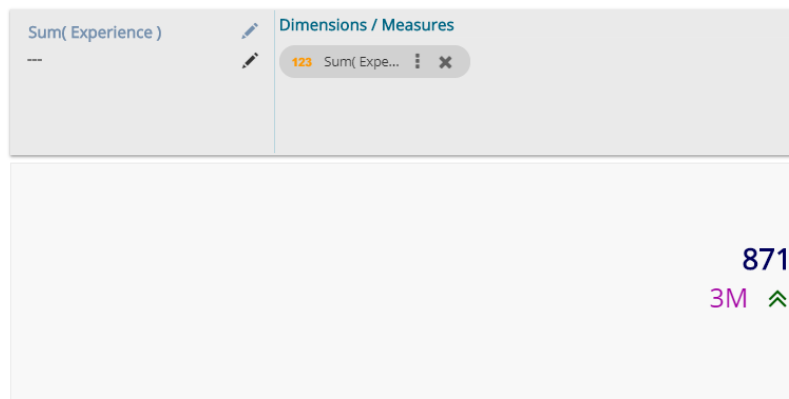 Sum( Experience )
---
Dimensions / Measures
123 Sum( Expe...
871
3M